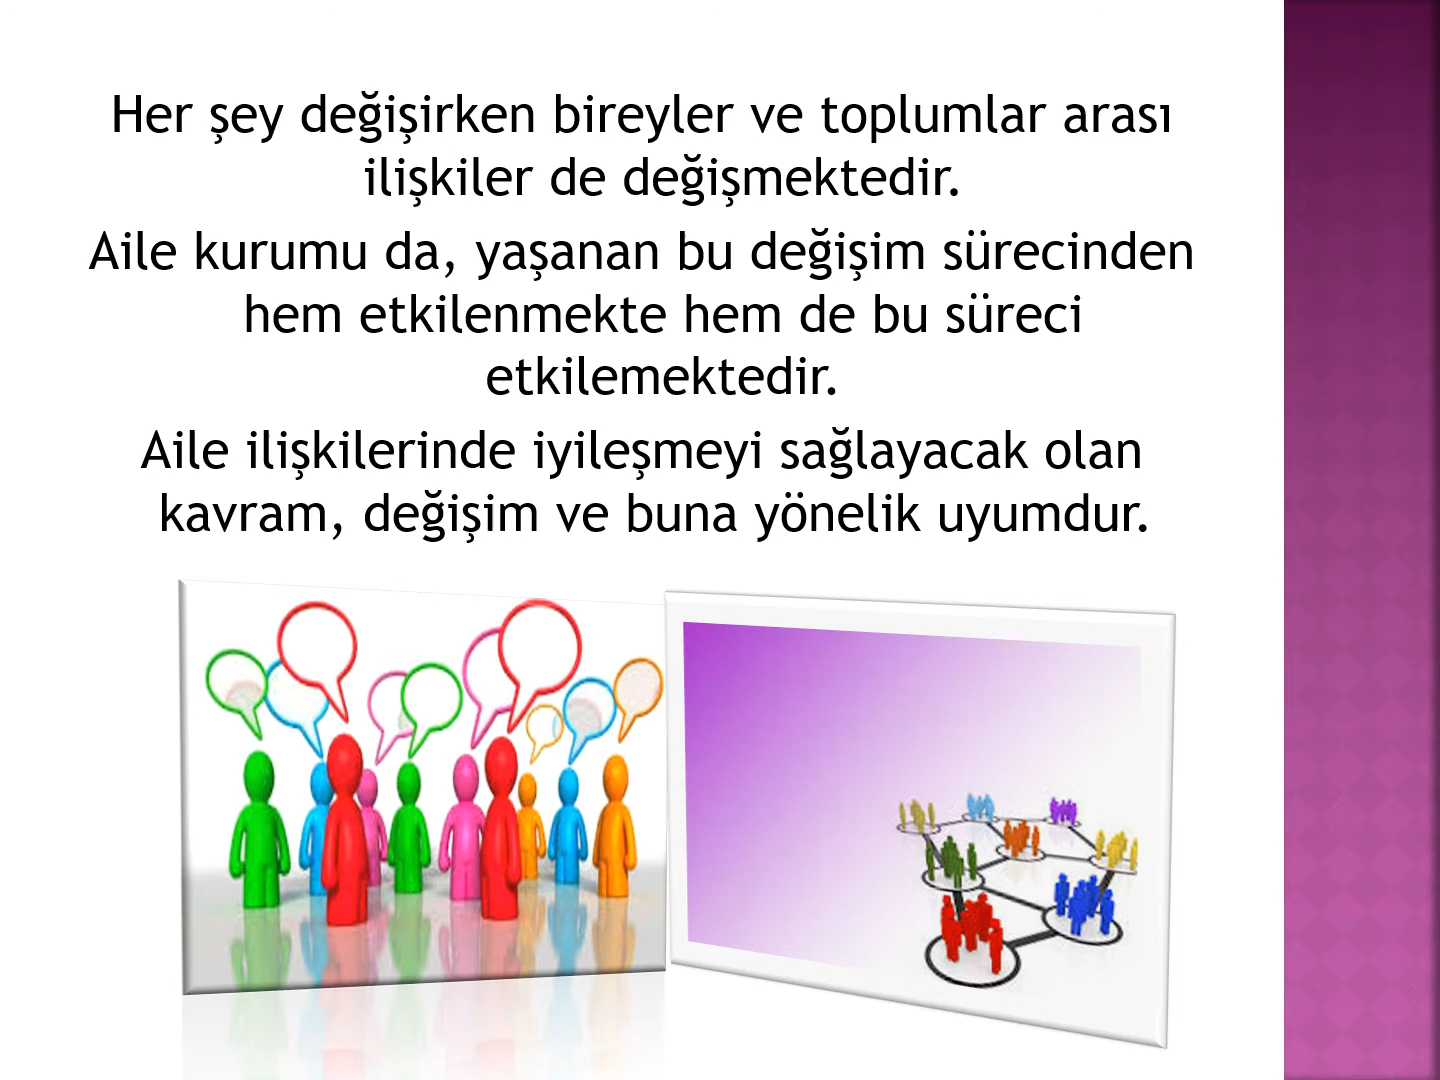 Her şey değişirken bireyler ve toplumlar arası
ilişkiler de değişmektedir.
Aile kurumu da, yaşanan bu değişim sürecinden
hem etkilenmekte hem de bu süreci
etkilemektedir.
Aile ilişkilerinde iyileşmeyi sağlayacak olan
kavram, değişim ve buna yönelik uyumdur.